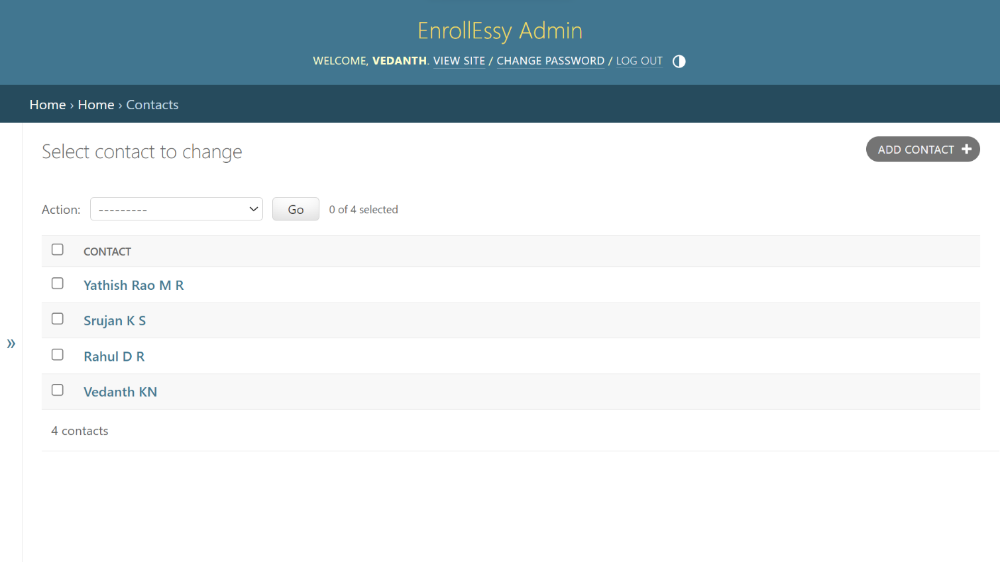 EnrollEssy Admin
WELCOME, VEDANTH. VIEW SITE / CHANGE PASSWORD / LOG OUT
Home › Home › Contacts
Select contact to change
ADD CONTACT +
Action: --------- Go 0 of 4 selected
CONTACT
Yathish Rao M R
Srujan K S
Rahul D R
Vedanth KN
4 contacts
»